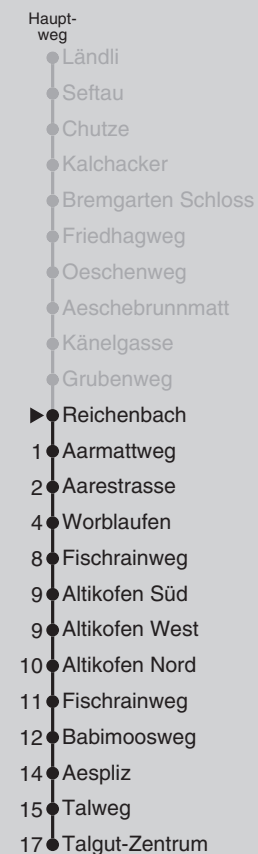 Haupt-
weg
Ländli
Seftau
Chutze
Kalchacker
Bremgarten Schloss
Friedhagweg
Oeschenweg
Aeschebrunnmatt
Känelgasse
Grubenweg
Reichenbach
1 Aarmattweg
2 Aarestrasse
4 Worblaufen
8 Fischrainweg
9 Altikofen Süd
9 Altikofen West
10 Altikofen Nord
11 Fischrainweg
12 Babimoosweg
14 Aespliz
15 Talweg
17 Talgut-Zentrum